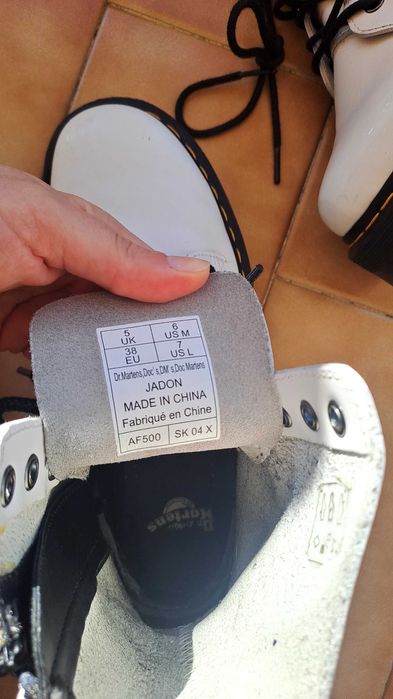 5 6
UK US M
38 7
EU US L
Dr.Martens,Doc' s,DM' s,Doc Martens
JADON
MADE IN CHINA
Fabriqué en Chine
AF500 SK 04 X
Dr. Martens